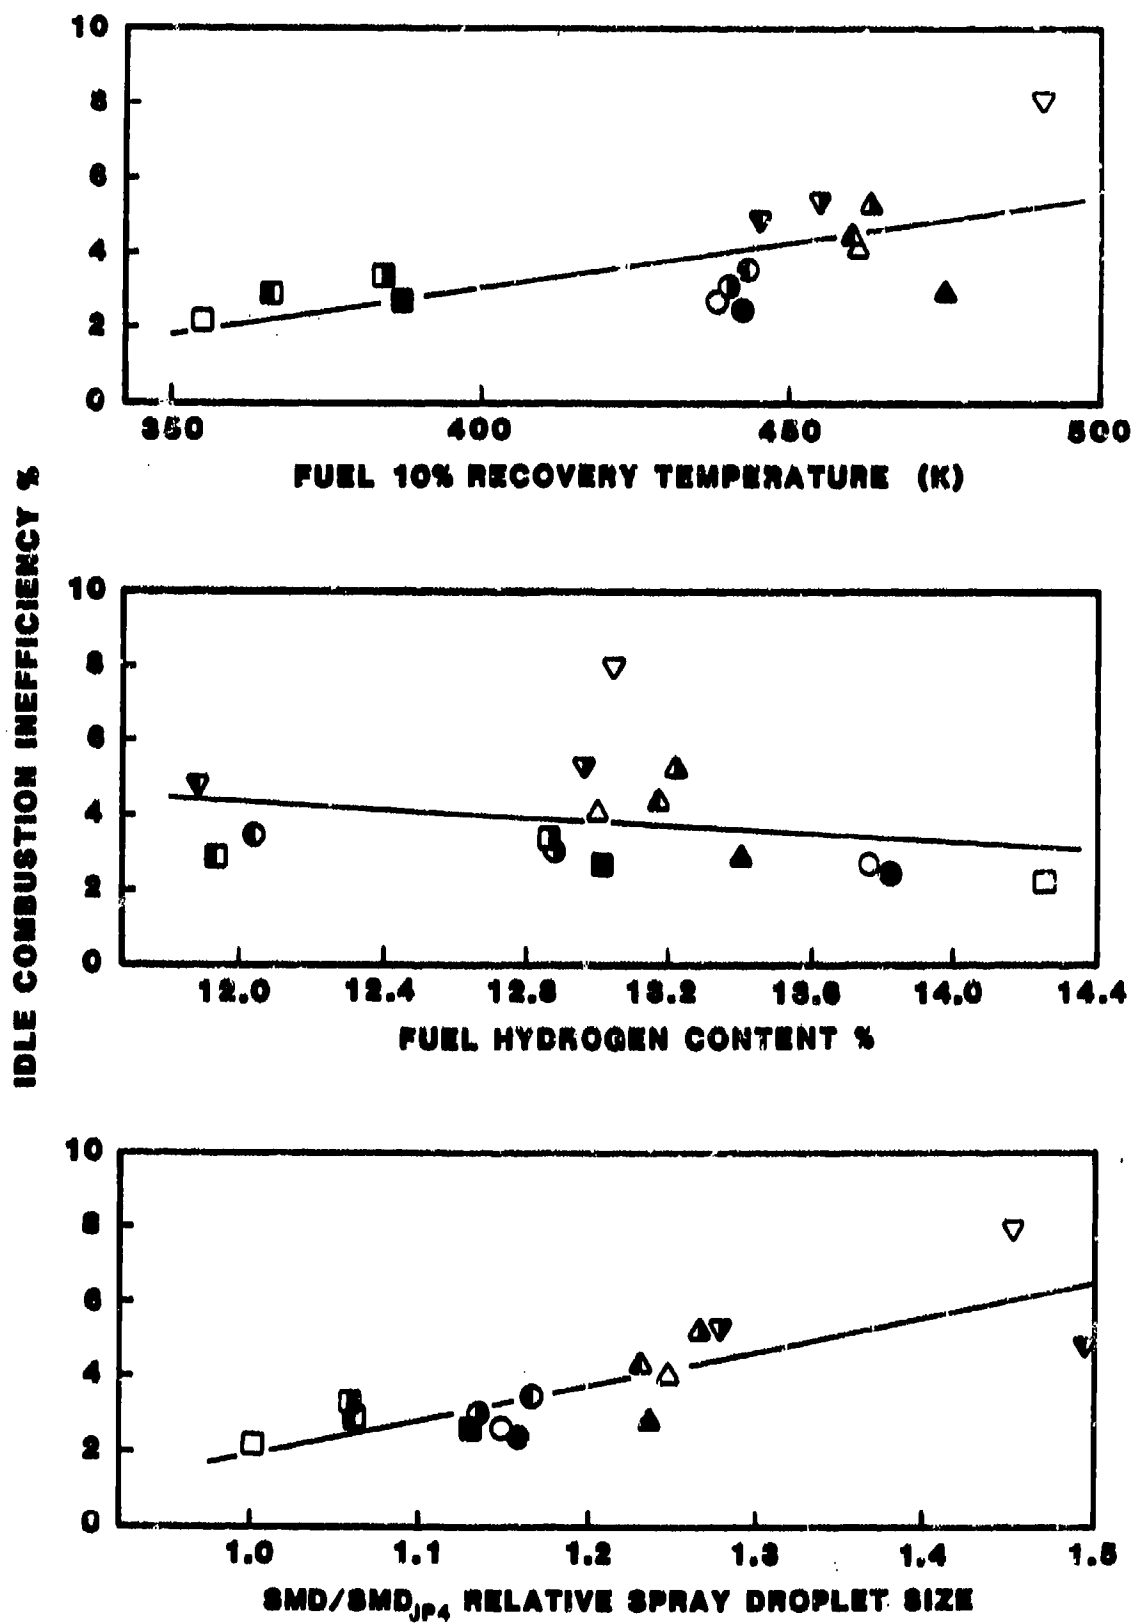 10
8
6
4
2
0
350 400 450 500
FUEL 10% RECOVERY TEMPERATURE (K)
IDLE COMBUSTION INEFFICIENCY %
10
8
6
4
2
0
12.0 12.4 12.8 13.2 13.6 14.0 14.4
FUEL HYDROGEN CONTENT %
10
8
6
4
2
0
1.0 1.1 1.2 1.3 1.4 1.5
SMD/SMDJP4 RELATIVE SPRAY DROPLET SIZE